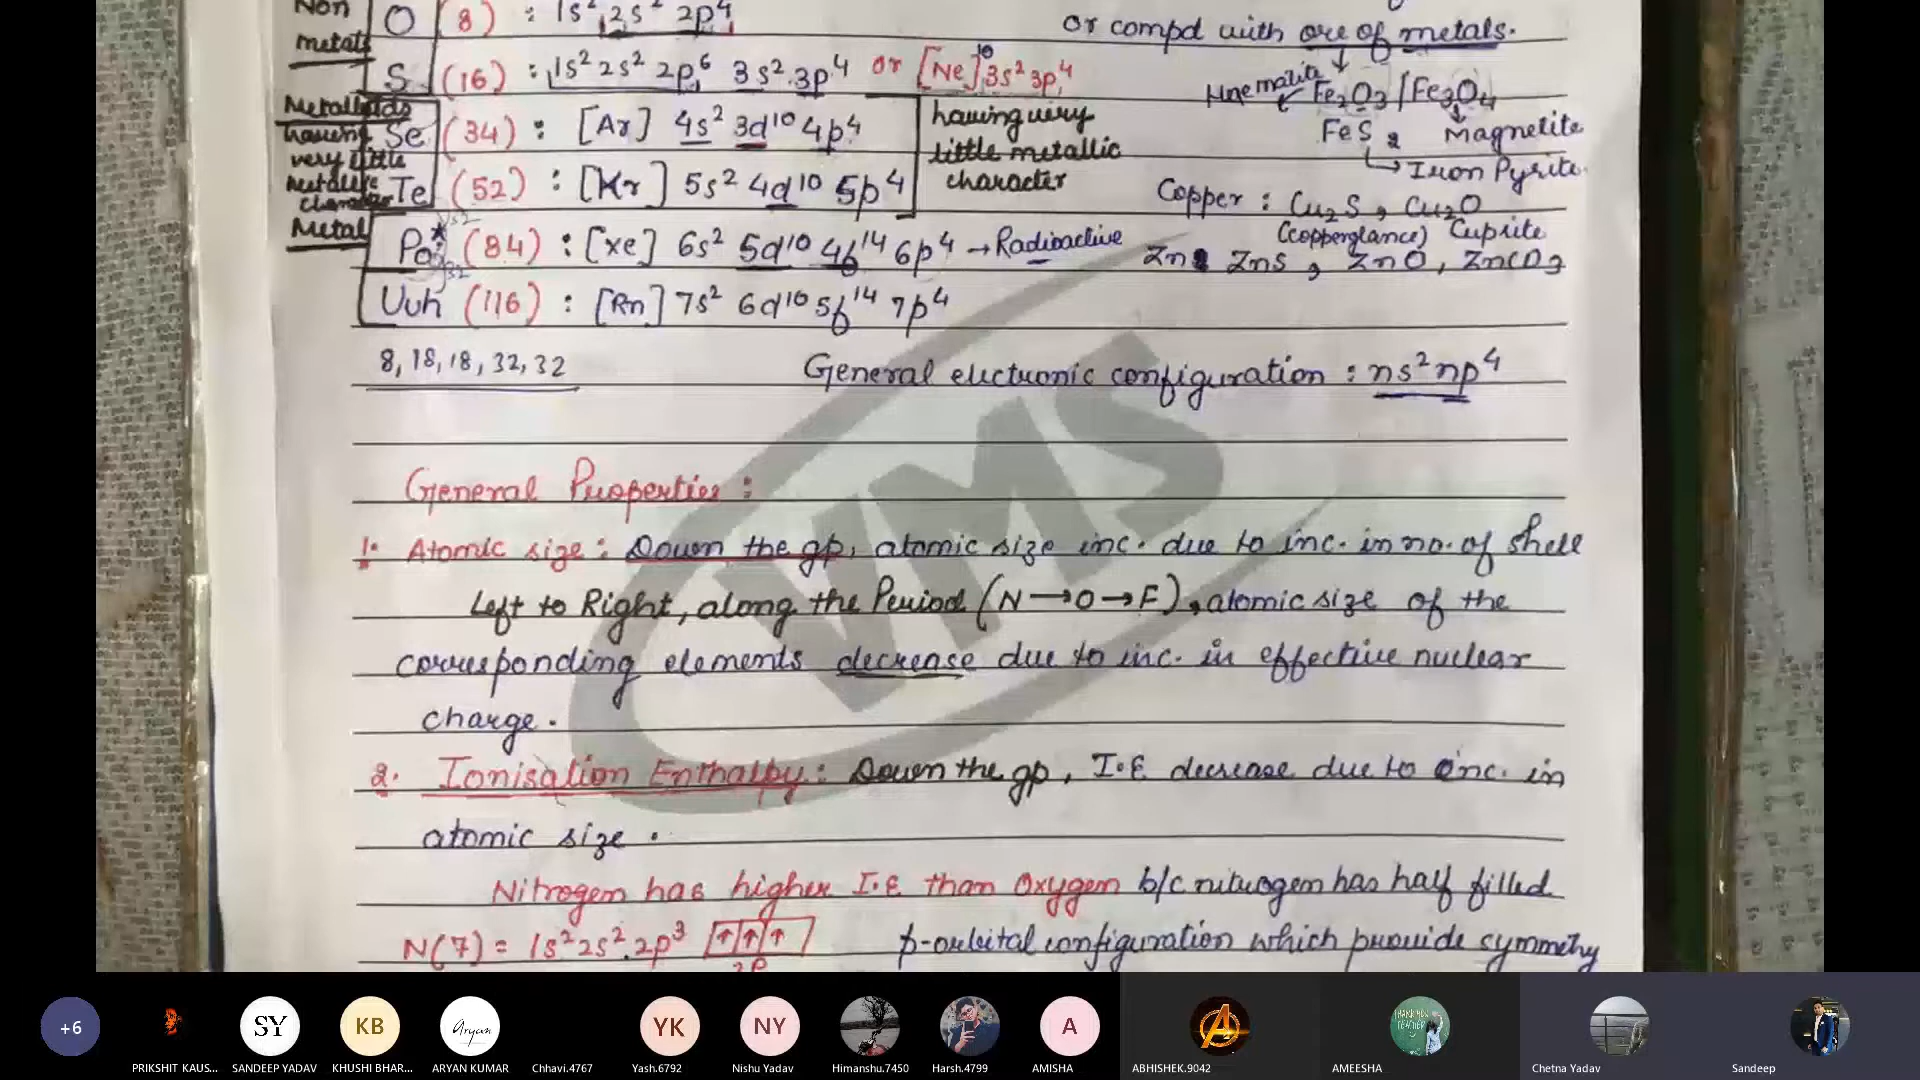 Non
metals
O (8) : 1s² 2s² 2p⁴
or compd with ore of metals.
S (16) : 1s² 2s² 2p⁶ 3s² 3p⁴ or [Ne]¹⁰ 3s² 3p⁴
Haematite Fe₂O₃ / Fe₃O₄
Metalloids
having
very little
metallic
character
Se (34) : [Ar] 4s² 3d¹⁰ 4p⁴
having very
little metallic
character
FeS₂ Magnetite
→ Iron Pyrite
Te (52) : [Kr] 5s² 4d¹⁰ 5p⁴
Copper : Cu₂S, Cu₂O
(copperglance) Cuprite
Metal
Po* (84) : [Xe] 6s² 5d¹⁰ 4f¹⁴ 6p⁴ → Radioactive
Zn ZnS, ZnO, ZnCO₃
Uuh (116) : [Rn] 7s² 6d¹⁰ 5f¹⁴ 7p⁴
8, 18, 18, 32, 32
General electronic configuration : ns² np⁴
VMS
General Properties :
1. Atomic size : Down the gp, atomic size inc. due to inc. in no. of shell
Left to Right, along the Period (N → O → F), atomic size of the
corresponding elements decrease due to inc. in effective nuclear
charge.
2. Ionisation Enthalpy : Down the gp, I.E decrease due to inc. in
atomic size.
Nitrogen has higher I.E than Oxygen b/c nitrogen has half filled
N(7) = 1s² 2s² 2p³ ↑ ↑ ↑ p-orbital configuration which provide symmetry
2p
+6
SY
KB
Aryan
YK
NY
A
THANK YOU TEACHER
PRIKSHIT KAUS...
SANDEEP YADAV
KHUSHI BHAR...
ARYAN KUMAR
Chhavi.4767
Yash.6792
Nishu Yadav
Himanshu.7450
Harsh.4799
AMISHA
ABHISHEK.9042
AMEESHA
Chetna Yadav
Sandeep